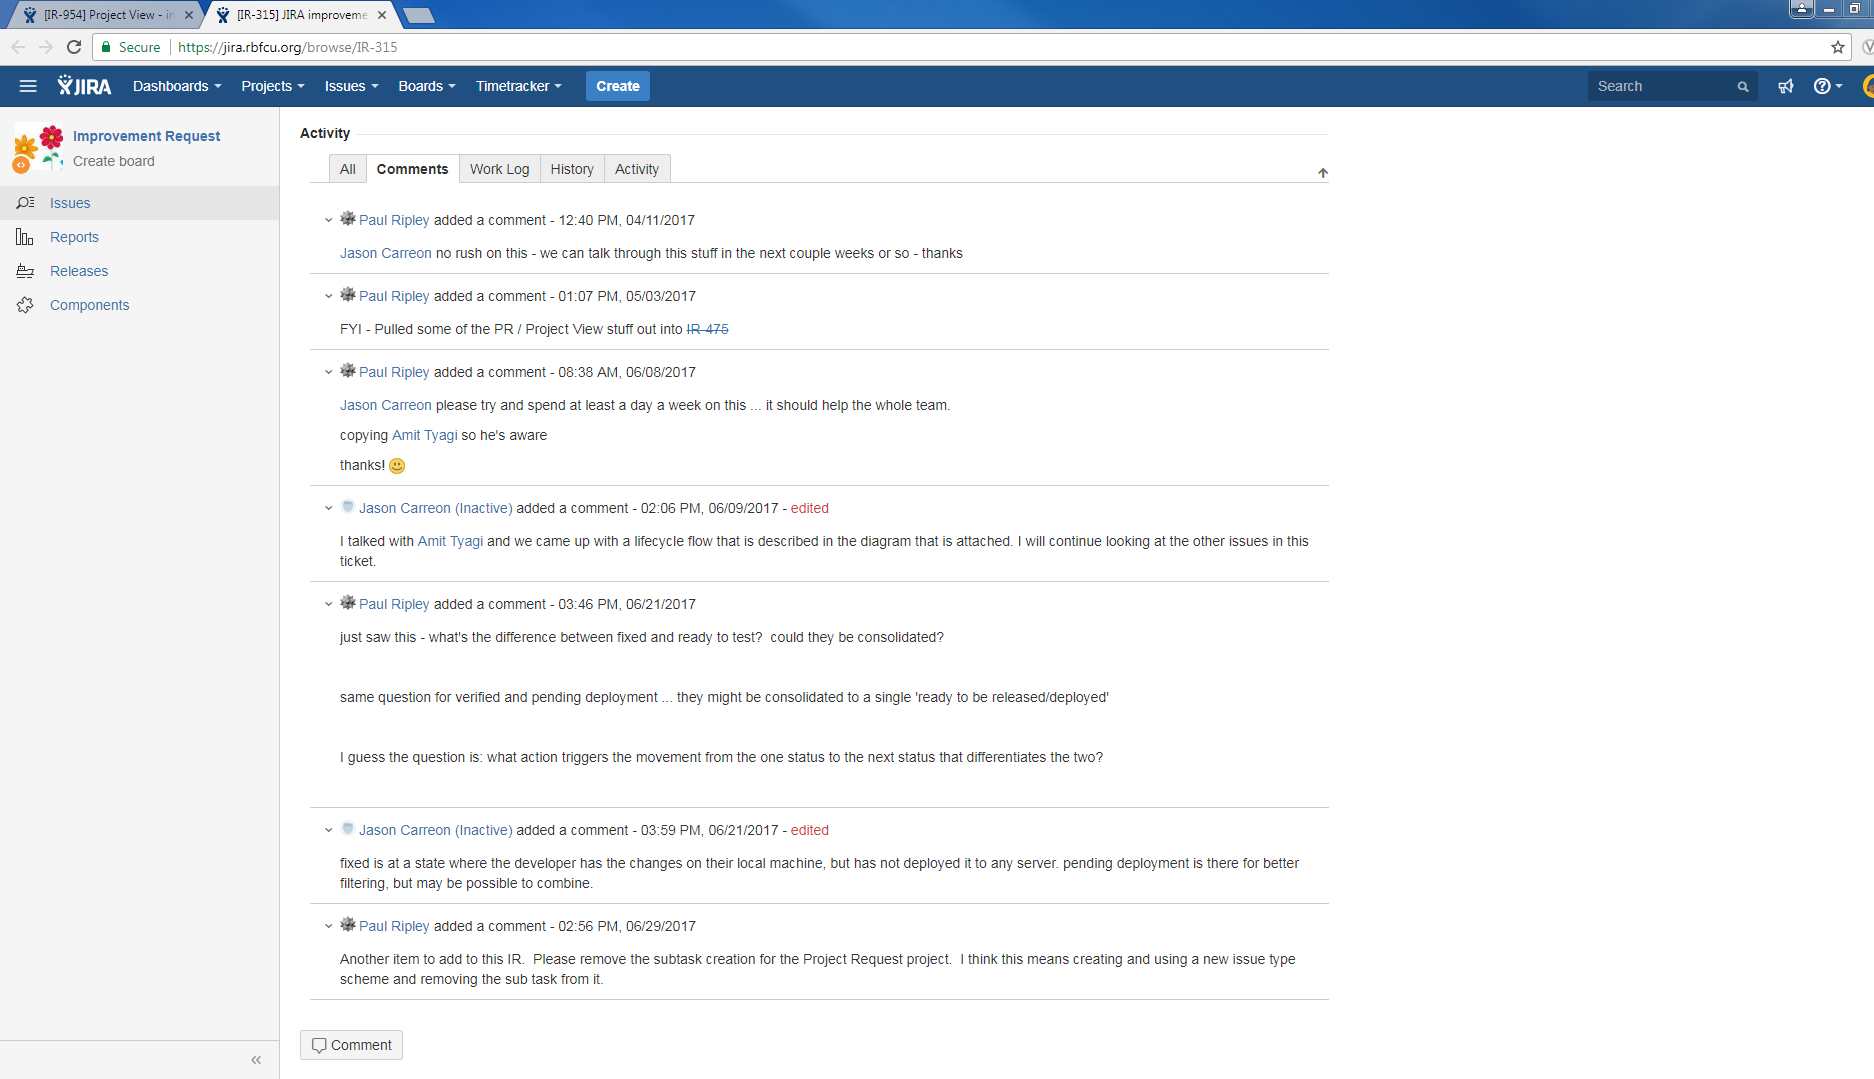 [IR-954] Project View - in
[IR-315] JIRA improveme
Secure
https://jira.rbfcu.org/browse/IR-315
JIRA Dashboards Projects Issues Boards Timetracker Create Search
Improvement Request
Create board
Issues
Reports
Releases
Components
Activity
All Comments Work Log History Activity
Paul Ripley added a comment - 12:40 PM, 04/11/2017
Jason Carreon no rush on this - we can talk through this stuff in the next couple weeks or so - thanks
Paul Ripley added a comment - 01:07 PM, 05/03/2017
FYI - Pulled some of the PR / Project View stuff out into IR-475
Paul Ripley added a comment - 08:38 AM, 06/08/2017
Jason Carreon please try and spend at least a day a week on this ... it should help the whole team.
copying Amit Tyagi so he's aware
thanks!
Jason Carreon (Inactive) added a comment - 02:06 PM, 06/09/2017 - edited
I talked with Amit Tyagi and we came up with a lifecycle flow that is described in the diagram that is attached. I will continue looking at the other issues in this
ticket.
Paul Ripley added a comment - 03:46 PM, 06/21/2017
just saw this - what's the difference between fixed and ready to test?  could they be consolidated?
same question for verified and pending deployment ... they might be consolidated to a single 'ready to be released/deployed'
I guess the question is: what action triggers the movement from the one status to the next status that differentiates the two?
Jason Carreon (Inactive) added a comment - 03:59 PM, 06/21/2017 - edited
fixed is at a state where the developer has the changes on their local machine, but has not deployed it to any server. pending deployment is there for better
filtering, but may be possible to combine.
Paul Ripley added a comment - 02:56 PM, 06/29/2017
Another item to add to this IR.  Please remove the subtask creation for the Project Request project.  I think this means creating and using a new issue type
scheme and removing the sub task from it.
Comment